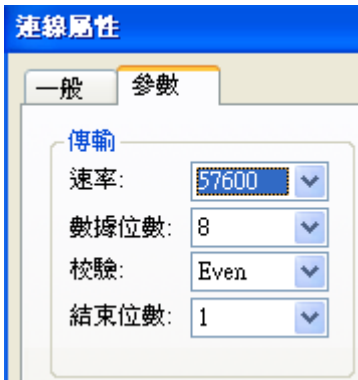 連線屬性
一般 參數
傳輸
速率: 57600
數據位數: 8
校驗: Even
結束位數: 1